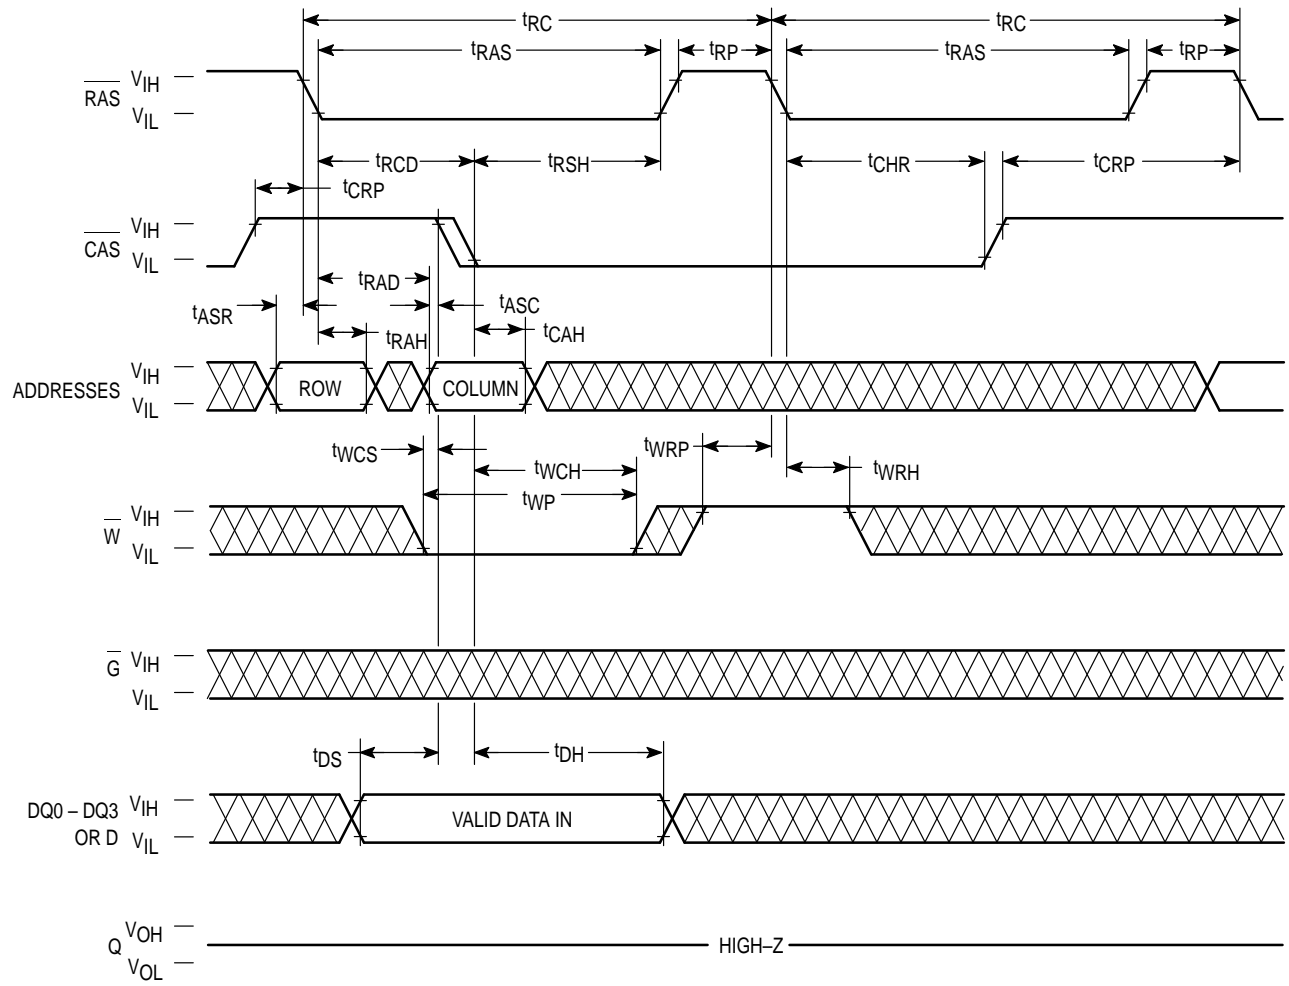 tRC tRC
tRAS tRP tRAS tRP
RAS VIH
VIL
tRCD tRSH tCHR tCRP
tCRP
CAS VIH
VIL
tRAD
tASR tASC
tRAH tCAH
ADDRESSES VIH
VIL
ROW COLUMN
tWCS tWRP
tWCH tWRH
tWP
W VIH
VIL
G VIH
VIL
tDS tDH
DQ0 – DQ3 VIH
OR D VIL
VALID DATA IN
Q VOH
VOL
HIGH–Z